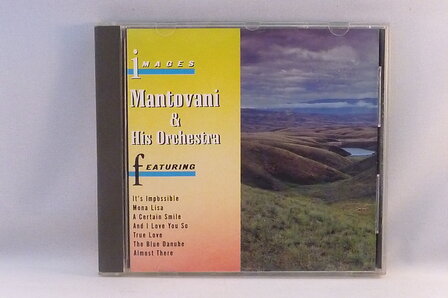 images
Mantovani
&
His Orchestra
featuring
It's Impossible
Mona Lisa
A Certain Smile
And I Love You So
True Love
The Blue Danube
Almost There